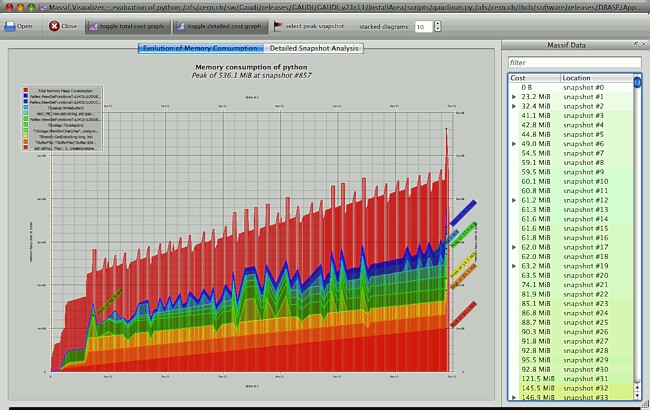 Massif Visualizer - evaluation of python /afs/cern.ch/sw/Gaudi/releases/GAUDI/GAUDI_v21r11/InstallArea/scripts/gaudirun.py /afs/cern.ch/lhcb/software/releases/DBASE/App...
Open Close toggle total cost graph toggle detailed cost graph select peak snapshot stacked diagrams: 10
Evolution of Memory Consumption Detailed Snapshot Analysis
Memory consumption of python
Peak of 536.1 MiB at snapshot #857
Total Memory Heap Consumption
Massif Data
filter
Cost Location
0 B snapshot #0
23.2 MiB snapshot #1
32.4 MiB snapshot #2
41.1 MiB snapshot #3
42.8 MiB snapshot #4
44.8 MiB snapshot #5
49.0 MiB snapshot #6
54.5 MiB snapshot #7
59.1 MiB snapshot #8
59.5 MiB snapshot #9
60.1 MiB snapshot #10
60.8 MiB snapshot #11
61.2 MiB snapshot #12
61.3 MiB snapshot #13
61.6 MiB snapshot #14
61.6 MiB snapshot #15
61.8 MiB snapshot #16
62.0 MiB snapshot #17
62.0 MiB snapshot #18
63.2 MiB snapshot #19
63.5 MiB snapshot #20
74.1 MiB snapshot #21
81.9 MiB snapshot #22
85.1 MiB snapshot #23
86.8 MiB snapshot #24
88.7 MiB snapshot #25
90.3 MiB snapshot #26
91.8 MiB snapshot #27
92.8 MiB snapshot #28
95.5 MiB snapshot #29
92.8 MiB snapshot #30
121.5 MiB snapshot #31
145.5 MiB snapshot #32
146.9 MiB snapshot #33